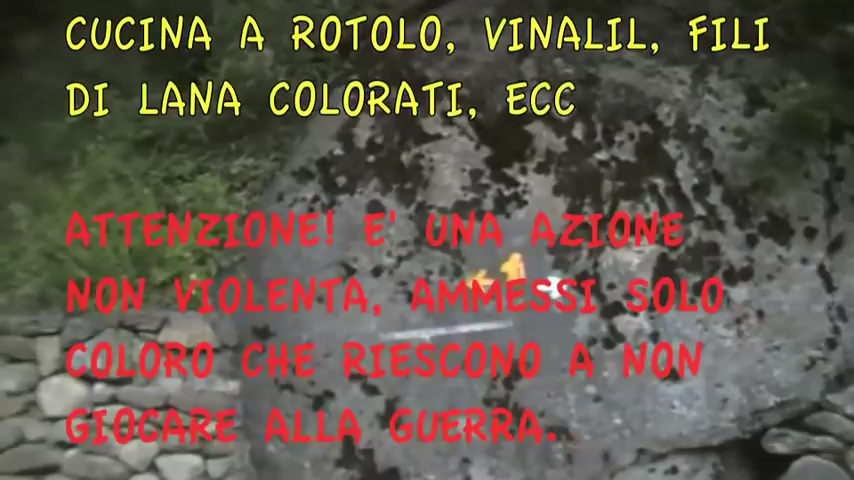 CUCINA A ROTOLO, VINALIL, FILI
DI LANA COLORATI, ECC
ATTENZIONE! E' UNA AZIONE
NON VIOLENTA, AMMESSI SOLO
COLORO CHE RIESCONO A NON
GIOCARE ALLA GUERRA.